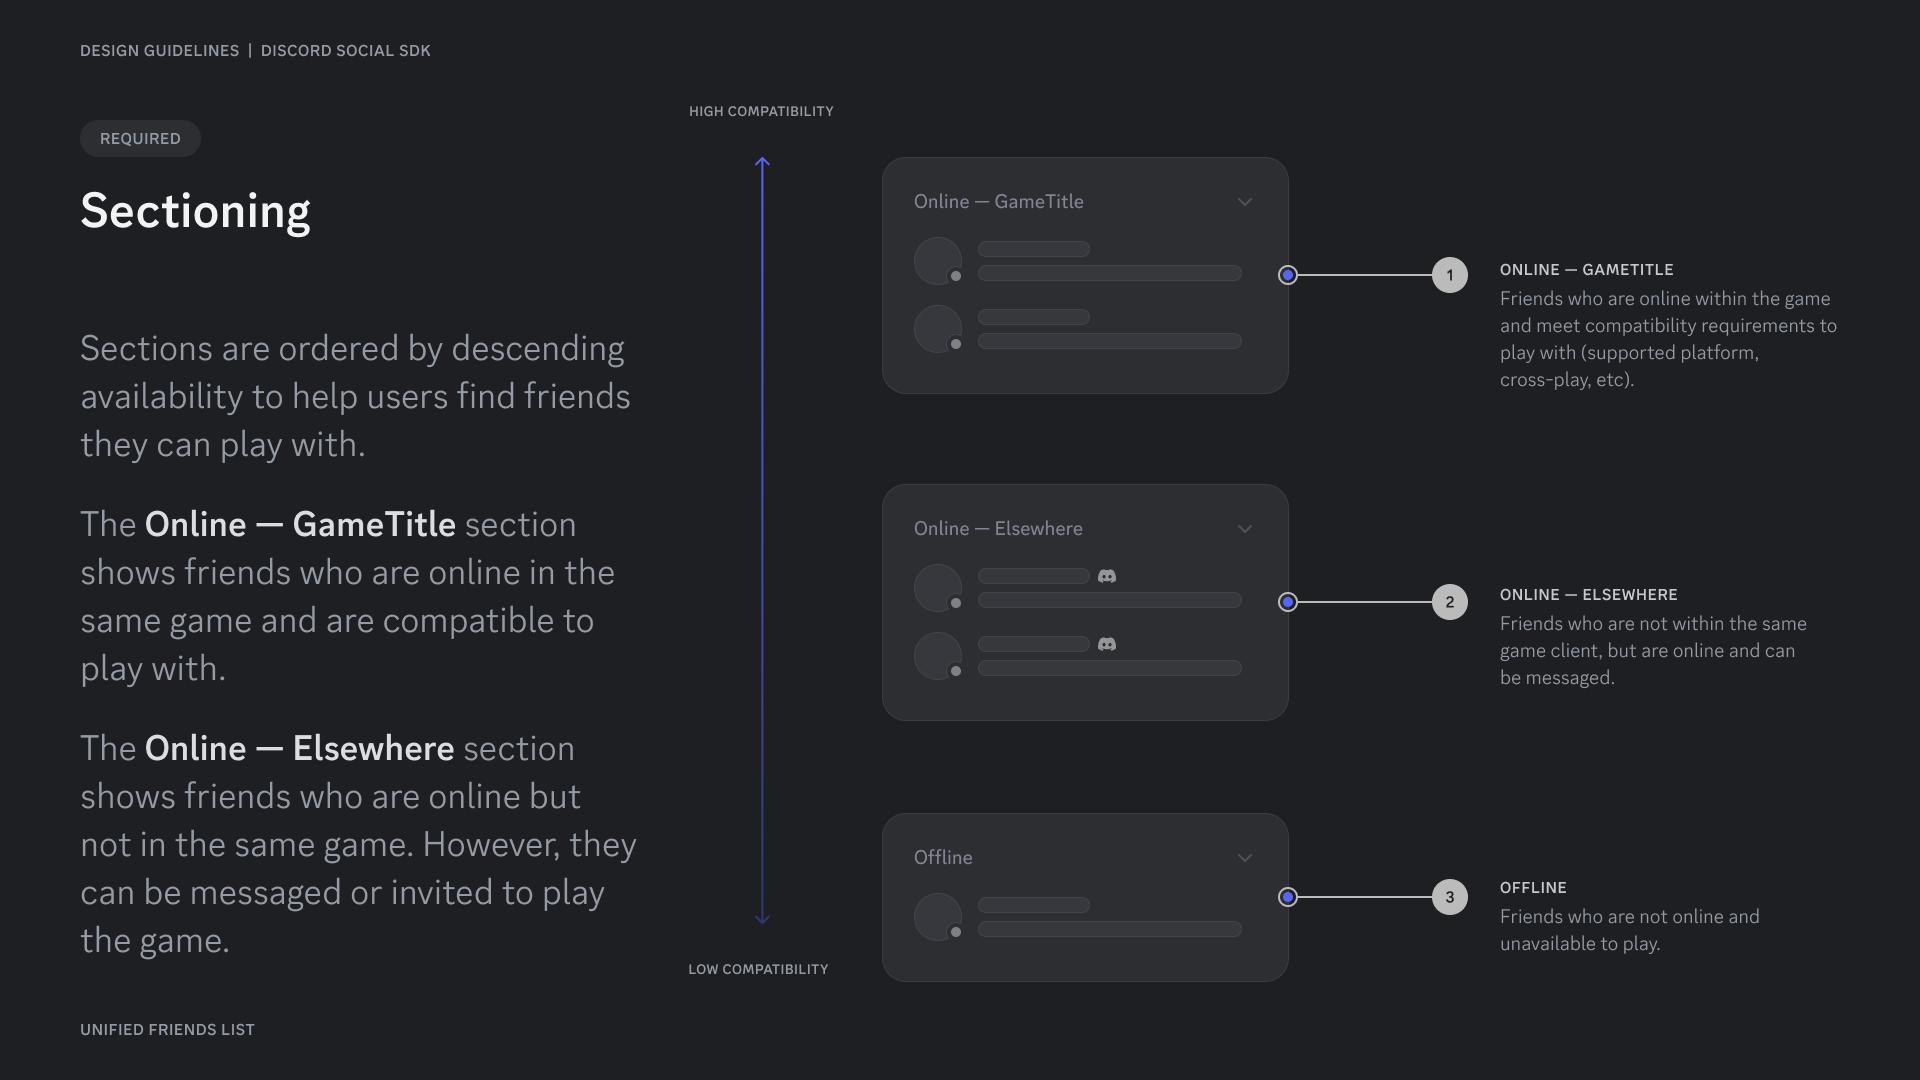 DESIGN GUIDELINES | DISCORD SOCIAL SDK
REQUIRED
Sectioning
Sections are ordered by descending
availability to help users find friends
they can play with.
The Online — GameTitle section
shows friends who are online in the
same game and are compatible to
play with.
The Online — Elsewhere section
shows friends who are online but
not in the same game. However, they
can be messaged or invited to play
the game.
HIGH COMPATIBILITY
LOW COMPATIBILITY
Online — GameTitle
1
ONLINE — GAMETITLE
Friends who are online within the game
and meet compatibility requirements to
play with (supported platform,
cross-play, etc).
Online — Elsewhere
2
ONLINE — ELSEWHERE
Friends who are not within the same
game client, but are online and can
be messaged.
Offline
3
OFFLINE
Friends who are not online and
unavailable to play.
UNIFIED FRIENDS LIST